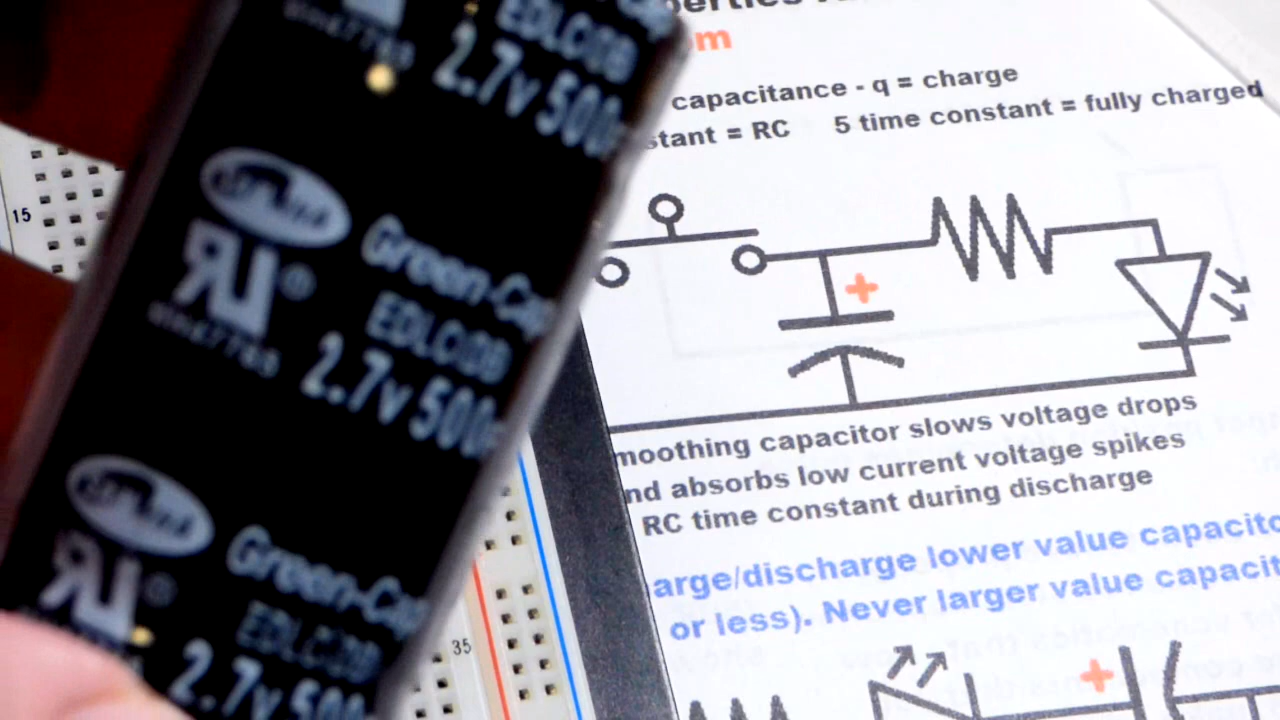 EDLC
2.7v 500
Green-Cap
EDLC
2.7v 500
Green-Cap
EDLC
2.7v 500
15
35
m
capacitance - q = charge
stant = RC 5 time constant = fully charged
+
moothing capacitor slows voltage drops
nd absorbs low current voltage spikes
RC time constant during discharge
arge/discharge lower value capacito
or less). Never larger value capacit
+